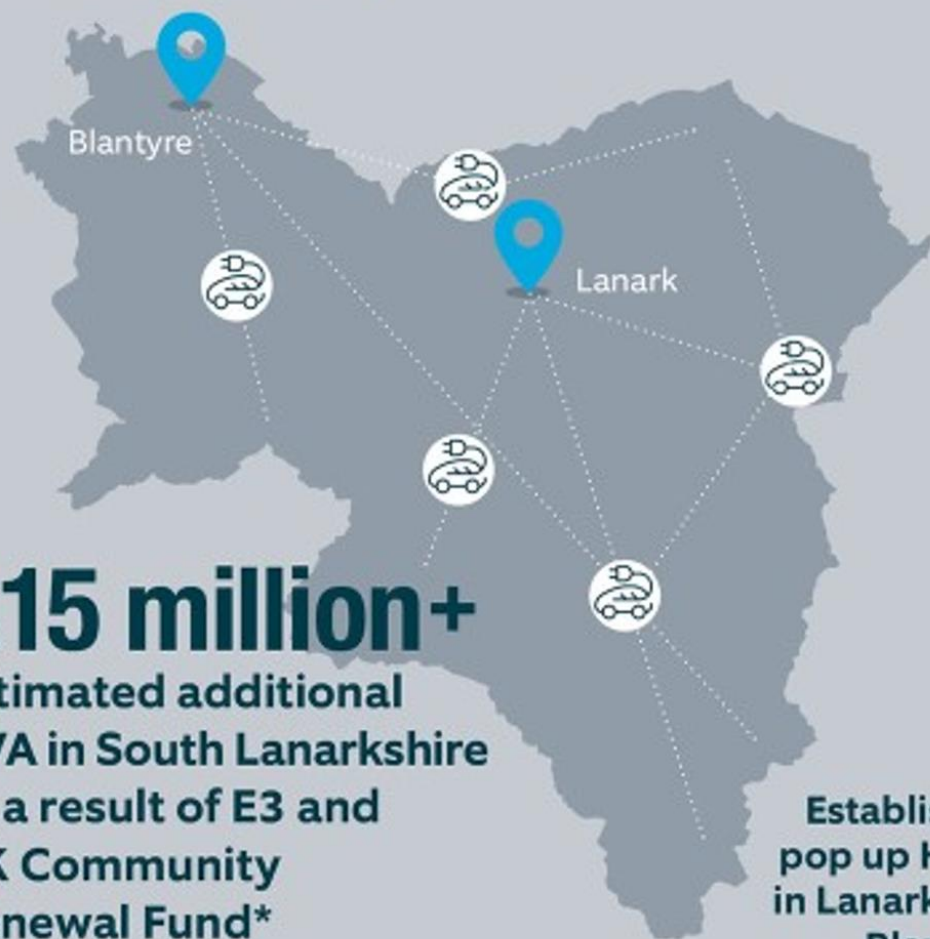 Blantyre
Lanark
15 million+
timated additional
VA in South Lanarkshire
a result of E3 and
K Community
newal Fund*
Establis
pop up H
in Lanark